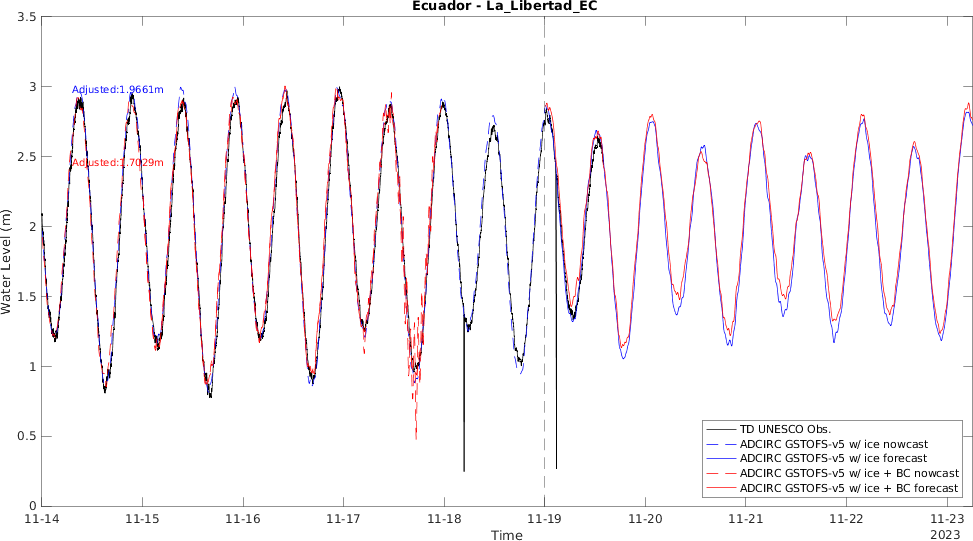 Ecuador - La_Libertad_EC
3.5
3
2.5
2
1.5
1
0.5
0
Water Level (m)
Adjusted:1.9661m
Adjusted:1.7029m
TD UNESCO Obs.
ADCIRC GSTOFS-v5 w/ ice nowcast
ADCIRC GSTOFS-v5 w/ ice forecast
ADCIRC GSTOFS-v5 w/ ice + BC nowcast
ADCIRC GSTOFS-v5 w/ ice + BC forecast
11-14 11-15 11-16 11-17 11-18 11-19 11-20 11-21 11-22 11-23
Time
2023